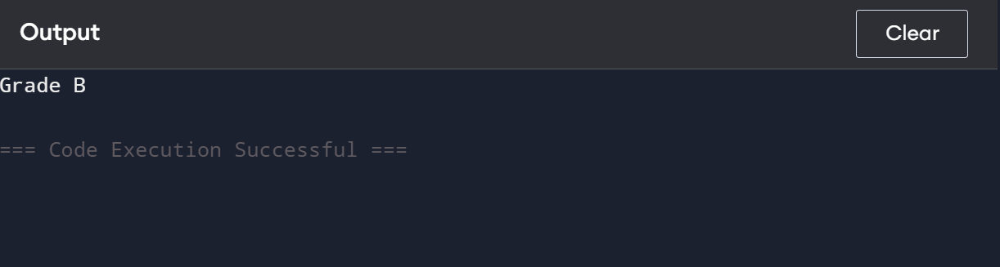 Output
Clear
Grade B
=== Code Execution Successful ===